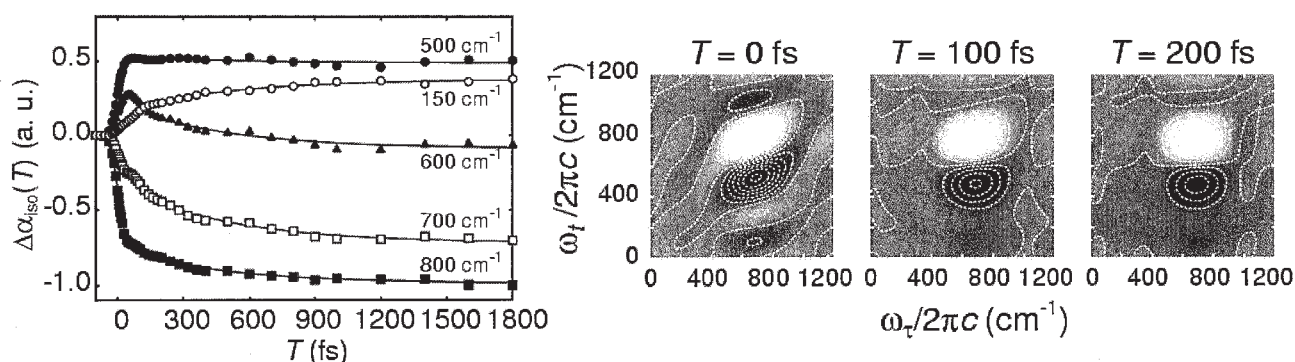 Δα_iso(T) (a. u.)
0.5
0.0
-0.5
-1.0
500 cm⁻¹
150 cm⁻¹
600 cm⁻¹
700 cm⁻¹
800 cm⁻¹
0 300 600 900 1200 1500 1800
T (fs)
T = 0 fs T = 100 fs T = 200 fs
ω_t/2πc (cm⁻¹)
1200
800
400
0
0 400 800 1200 0 400 800 1200 0 400 800 1200
ω_τ/2πc (cm⁻¹)